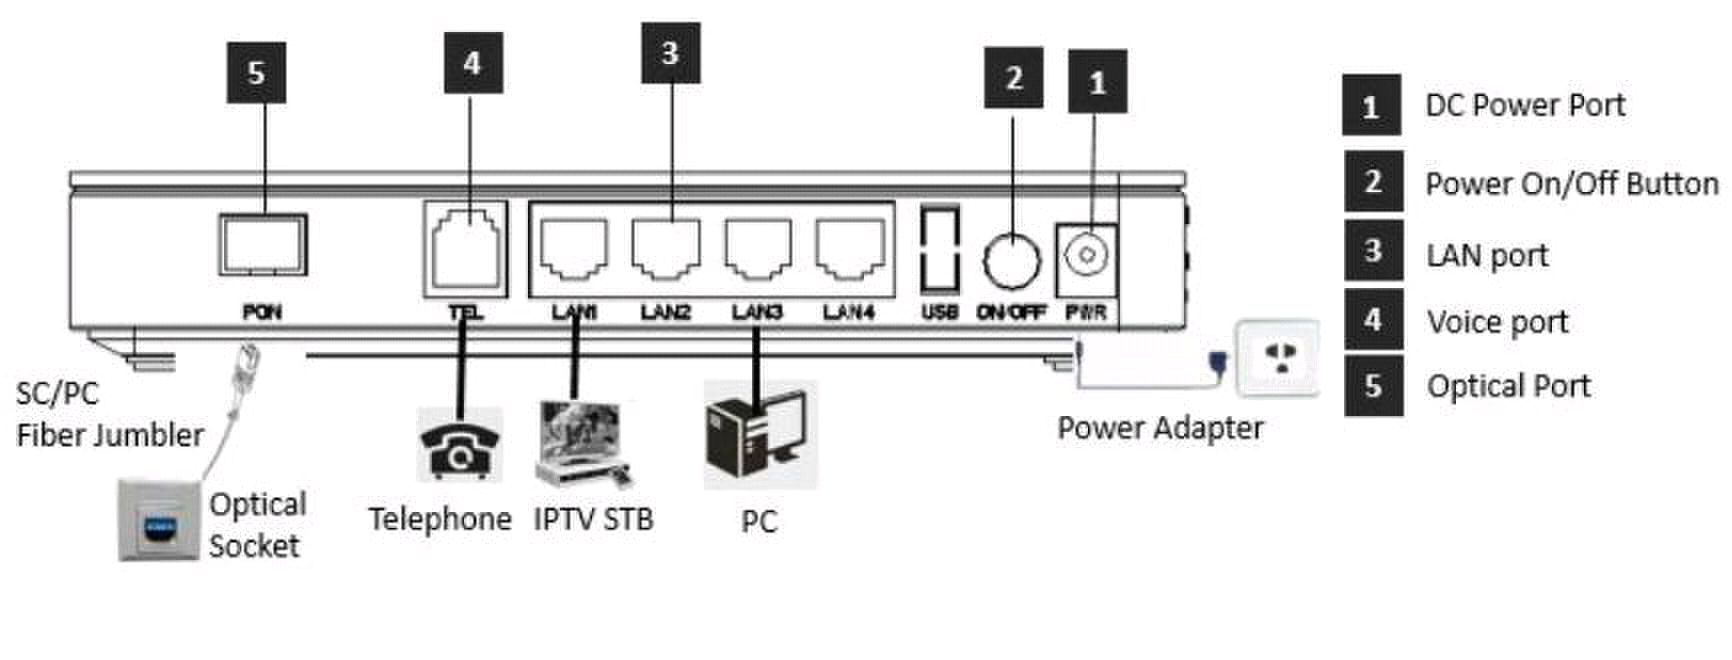 5
4
3
2
1
1 DC Power Port
2 Power On/Off Button
3 LAN port
4 Voice port
5 Optical Port
PON
TEL
LAN1
LAN2
LAN3
LAN4
USB
ON/OFF
PWR
SC/PC
Fiber Jumbler
Power Adapter
Optical
Socket
Telephone
IPTV STB
PC